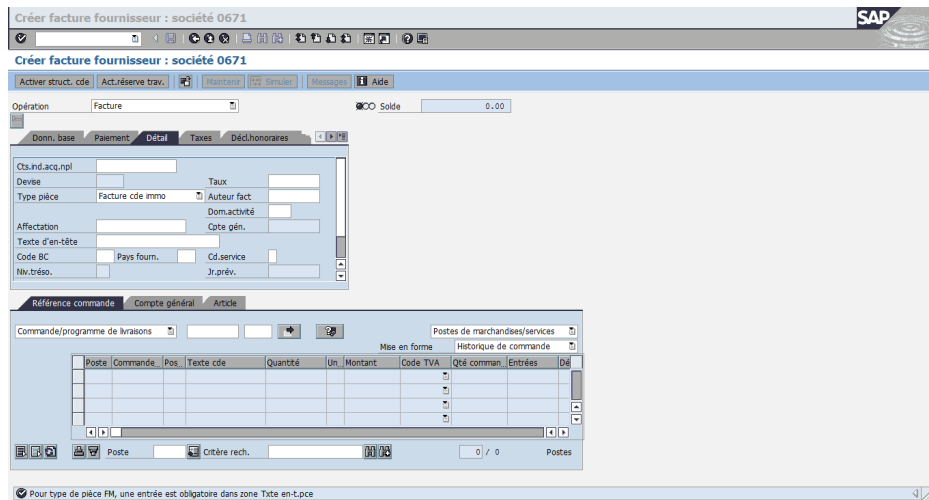 Créer facture fournisseur : société 0671
SAP
Créer facture fournisseur : société 0671
Activer struct. cde Act.réserve trav. Maintenir Simuler Messages Aide
Opération Facture Solde 0.00
Donn. base Paiement Détail Taxes Décl.honoraires
Cts.ind.acq.npl
Devise Taux
Type pièce Facture cde immo Auteur fact
Dom.activité
Affectation Cpte gén.
Texte d'en-tête
Code BC Pays fourn. Cd.service
Niv.tréso. Jr.prév.
Référence commande Compte général Article
Commande/programme de livraisons Postes de marchandises/services
Mise en forme Historique de commande
Poste Commande Pos. Texte cde Quantité Un Montant Code TVA Qté comman Entrées Dé
Poste Critère rech. 0 / 0 Postes
Pour type de pièce FM, une entrée est obligatoire dans zone Txte en-t.pce